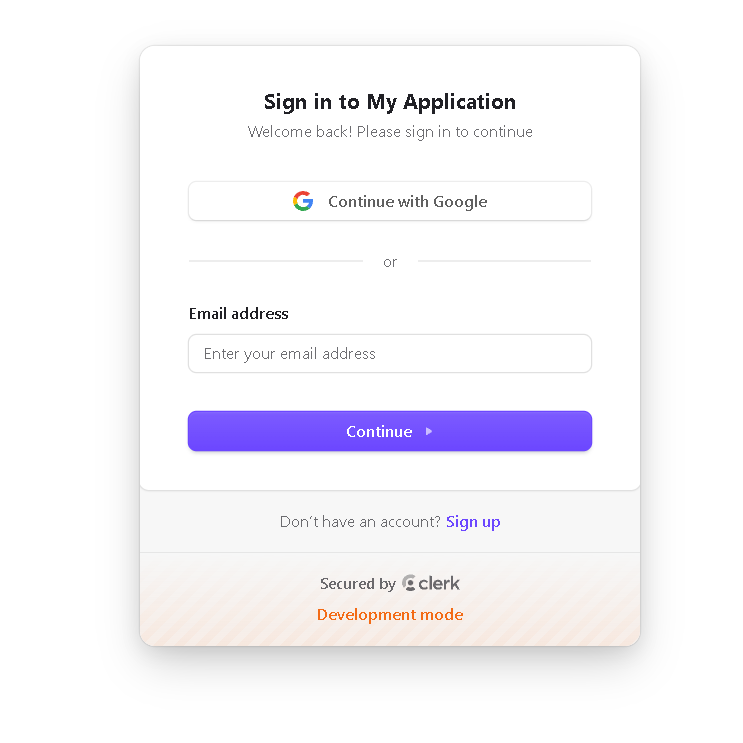 Sign in to My Application
Welcome back! Please sign in to continue
Continue with Google
or
Email address
Enter your email address
Continue
Don’t have an account? Sign up
Secured by clerk
Development mode